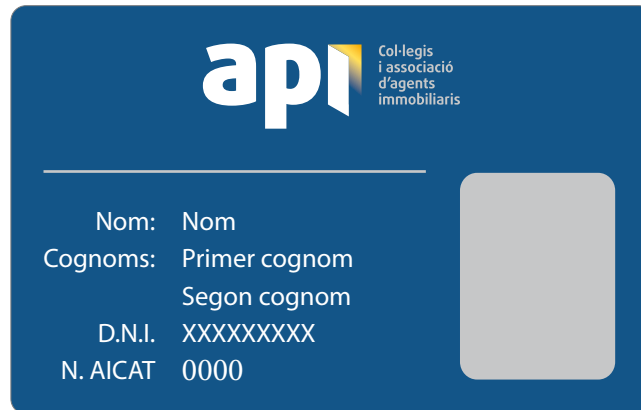 api
Col·legis
i associació
d'agents
immobiliaris
Nom: Nom
Cognoms: Primer cognom
Segon cognom
D.N.I. XXXXXXXXX
N. AICAT 0000